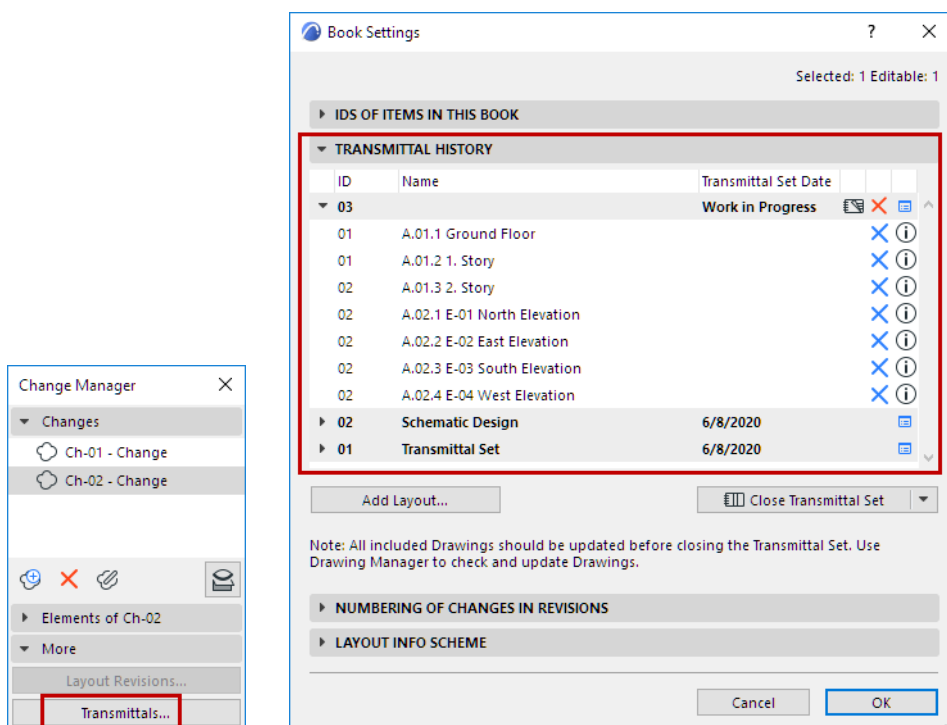 Book Settings
?
Selected: 1 Editable: 1
IDS OF ITEMS IN THIS BOOK
TRANSMITTAL HISTORY
ID Name Transmittal Set Date
03 Work in Progress
01 A.01.1 Ground Floor
01 A.01.2 1. Story
01 A.01.3 2. Story
02 A.02.1 E-01 North Elevation
02 A.02.2 E-02 East Elevation
02 A.02.3 E-03 South Elevation
02 A.02.4 E-04 West Elevation
02 Schematic Design 6/8/2020
01 Transmittal Set 6/8/2020
Add Layout...
Close Transmittal Set
Note: All included Drawings should be updated before closing the Transmittal Set. Use
Drawing Manager to check and update Drawings.
NUMBERING OF CHANGES IN REVISIONS
LAYOUT INFO SCHEME
Cancel
OK
Change Manager
Changes
Ch-01 - Change
Ch-02 - Change
Elements of Ch-02
More
Layout Revisions...
Transmittals...